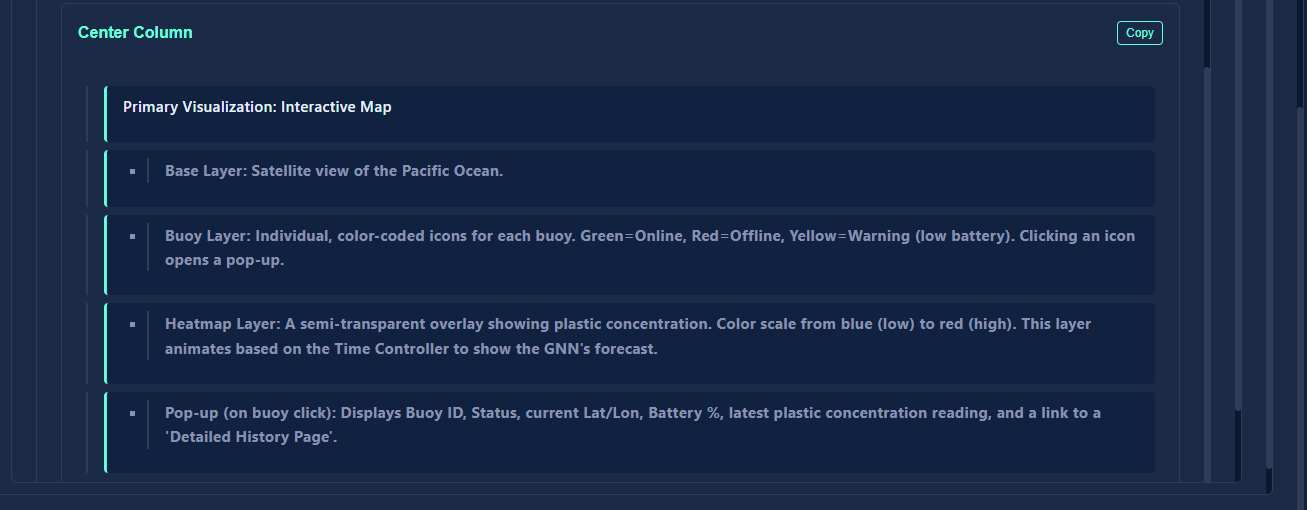 Center Column
Copy
Primary Visualization: Interactive Map
Base Layer: Satellite view of the Pacific Ocean.
Buoy Layer: Individual, color-coded icons for each buoy. Green=Online, Red=Offline, Yellow=Warning (low battery). Clicking an icon
opens a pop-up.
Heatmap Layer: A semi-transparent overlay showing plastic concentration. Color scale from blue (low) to red (high). This layer
animates based on the Time Controller to show the GNN's forecast.
Pop-up (on buoy click): Displays Buoy ID, Status, current Lat/Lon, Battery %, latest plastic concentration reading, and a link to a
'Detailed History Page'.